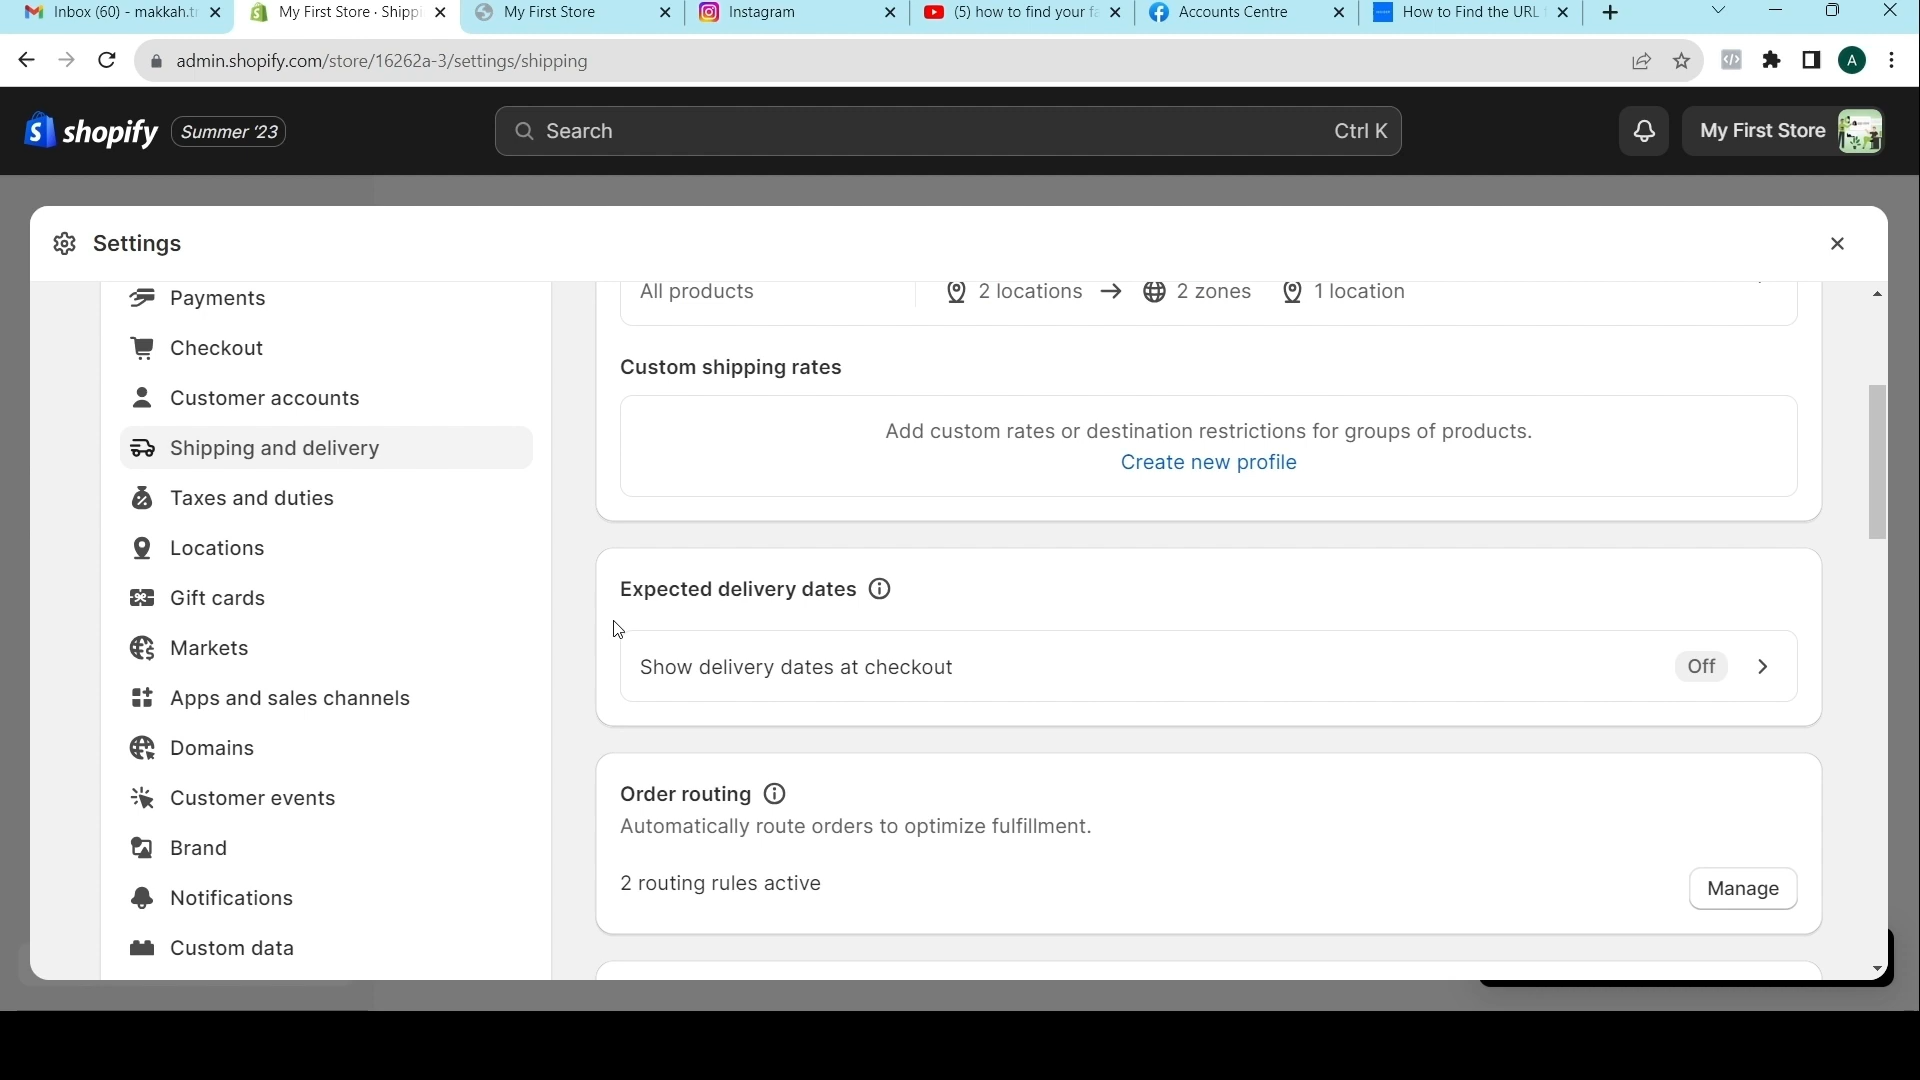 Inbox (60) - makkah.tr
My First Store · Shippi
My First Store
Instagram
(5) how to find your fa
Accounts Centre
How to Find the URL
admin.shopify.com/store/16262a-3/settings/shipping
A
shopify
Summer '23
Search
Ctrl K
My First Store
Settings
Payments
Checkout
Customer accounts
Shipping and delivery
Taxes and duties
Locations
Gift cards
Markets
Apps and sales channels
Domains
Customer events
Brand
Notifications
Custom data
All products
2 locations → 2 zones 1 location
Custom shipping rates
Add custom rates or destination restrictions for groups of products.
Create new profile
Expected delivery dates
Show delivery dates at checkout
Off
Order routing
Automatically route orders to optimize fulfillment.
2 routing rules active
Manage